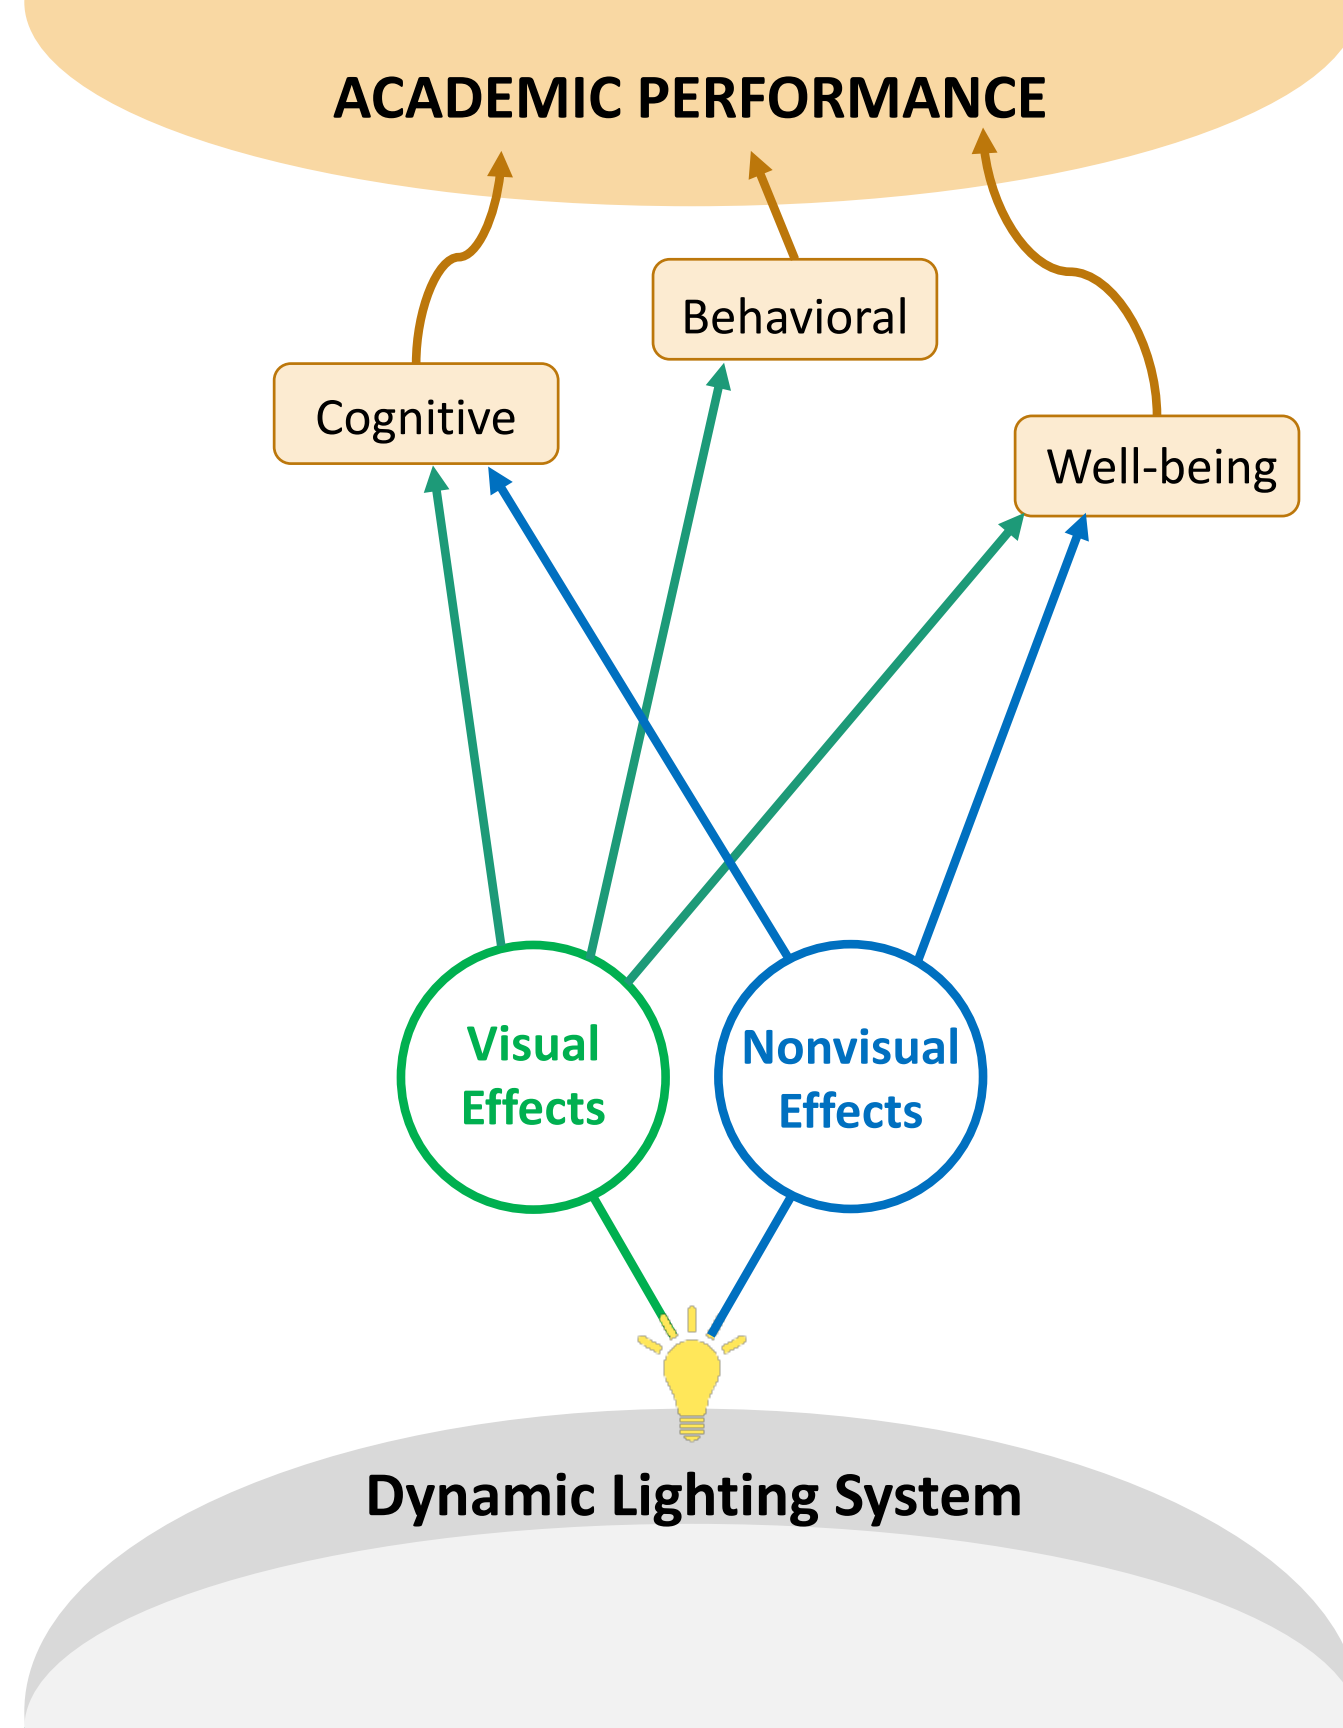 ACADEMIC PERFORMANCE
Behavioral
Cognitive
Well-being
Visual
Effects
Nonvisual
Effects
Dynamic Lighting System